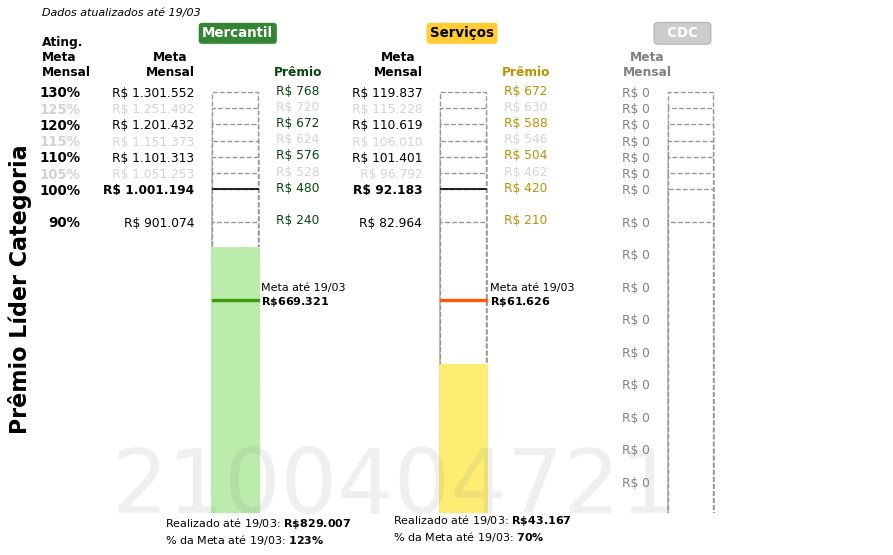 Dados atualizados até 19/03
Mercantil
Serviços
CDC
Ating.
Meta
Mensal
Meta
Mensal
Prêmio
Meta
Mensal
Prêmio
Meta
Mensal
130% R$ 1.301.552 R$ 768 R$ 119.837 R$ 672 R$ 0
125% R$ 1.251.492 R$ 720 R$ 115.228 R$ 630 R$ 0
120% R$ 1.201.432 R$ 672 R$ 110.619 R$ 588 R$ 0
115% R$ 1.151.373 R$ 624 R$ 106.010 R$ 546 R$ 0
110% R$ 1.101.313 R$ 576 R$ 101.401 R$ 504 R$ 0
105% R$ 1.051.253 R$ 528 R$ 96.792 R$ 462 R$ 0
100% R$ 1.001.194 R$ 480 R$ 92.183 R$ 420 R$ 0
90% R$ 901.074 R$ 240 R$ 82.964 R$ 210 R$ 0
R$ 0
R$ 0
R$ 0
R$ 0
R$ 0
R$ 0
R$ 0
R$ 0
Meta até 19/03
R$669.321
Meta até 19/03
R$61.626
Prêmio Líder Categoria
2100404721
Realizado até 19/03: R$829.007
% da Meta até 19/03: 123%
Realizado até 19/03: R$43.167
% da Meta até 19/03: 70%